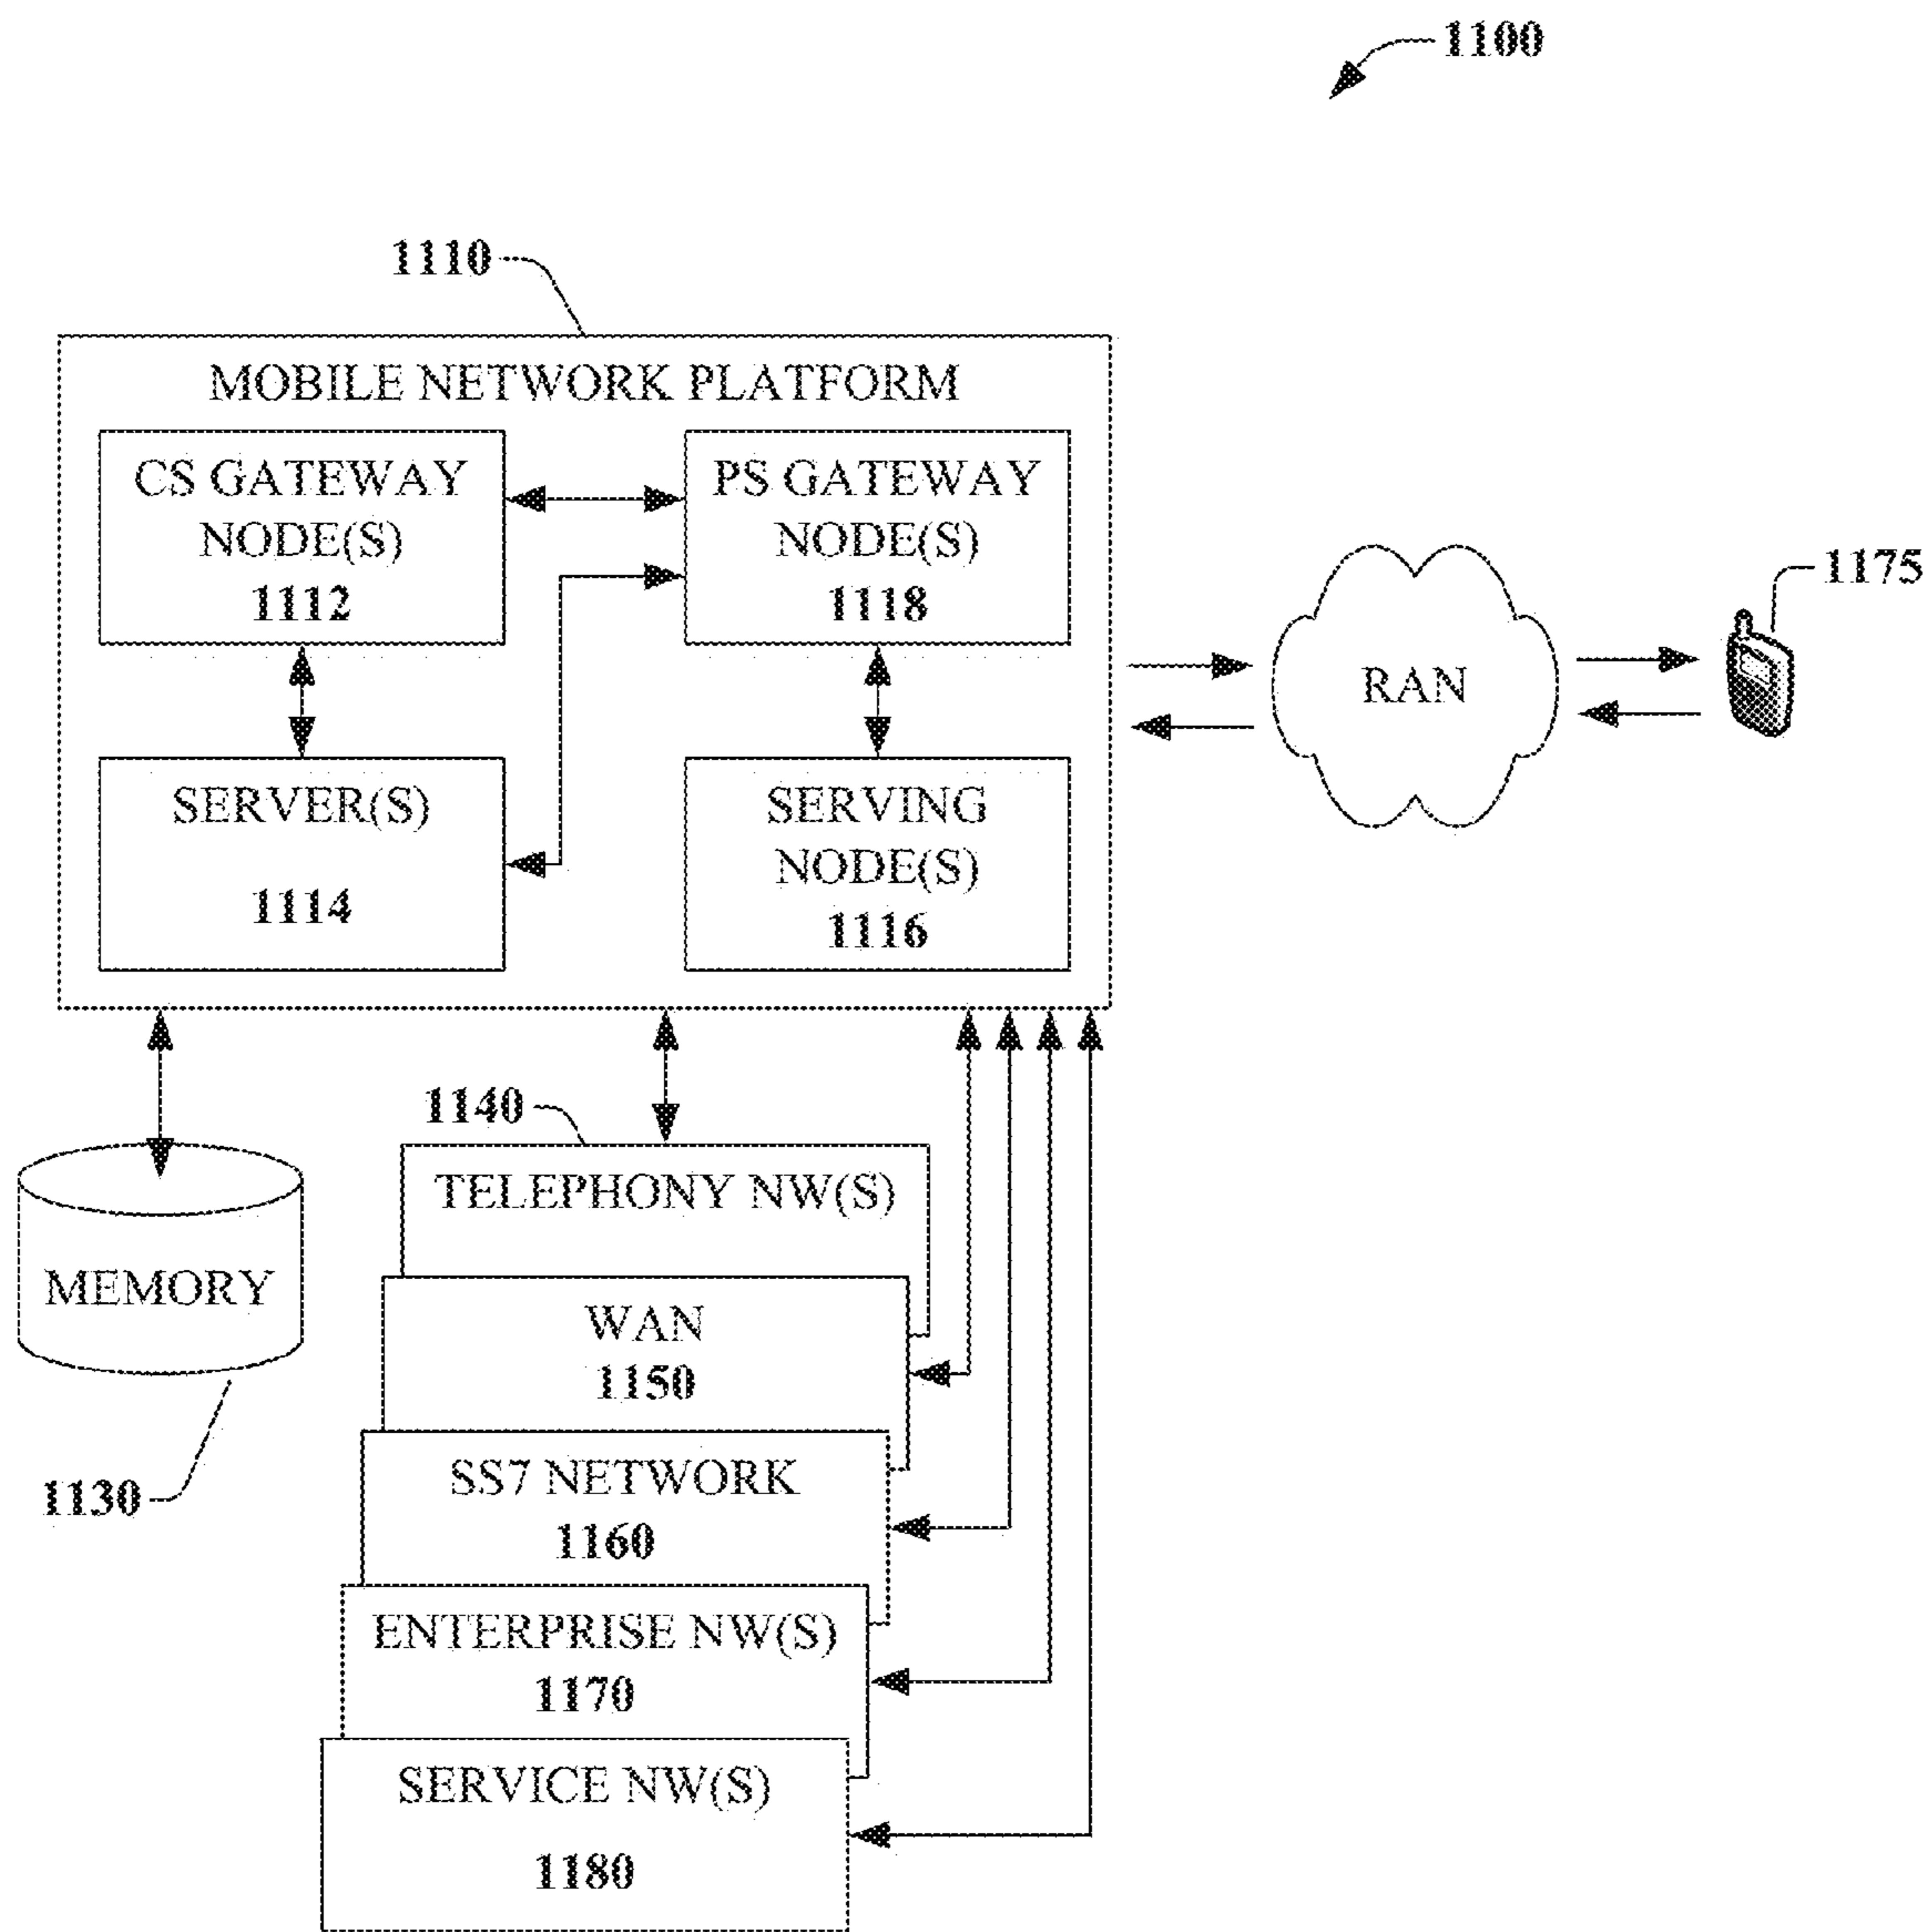 1100
1110
MOBILE NETWORK PLATFORM
CS GATEWAY
NODE(S)
1112
PS GATEWAY
NODE(S)
1118
1175
RAN
SERVER(S)
1114
SERVING
NODE(S)
1116
1140
TELEPHONY NW(S)
MEMORY
WAN
1150
1130
SS7 NETWORK
1160
ENTERPRISE NW(S)
1170
SERVICE NW(S)
1180